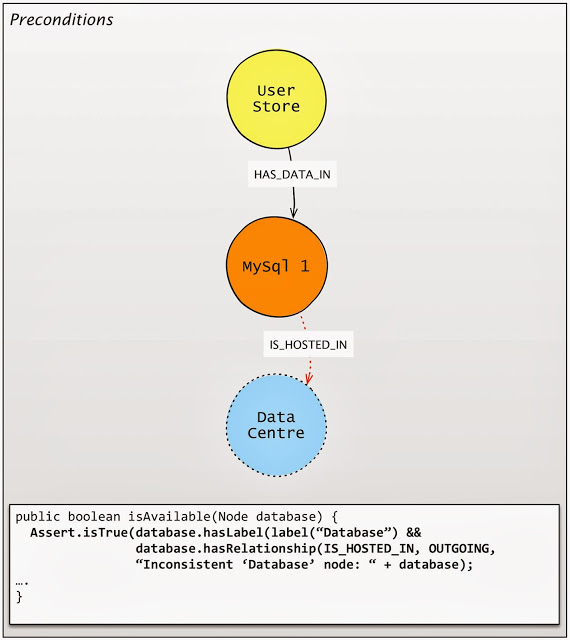 Preconditions
User
Store
HAS_DATA_IN
MySql 1
IS_HOSTED_IN
Data
Centre
public boolean isAvailable(Node database) {
Assert.isTrue(database.hasLabel(label(“Database”) &&
database.hasRelationship(IS_HOSTED_IN, OUTGOING,
“Inconsistent ‘Database’ node: “ + database);
….
}